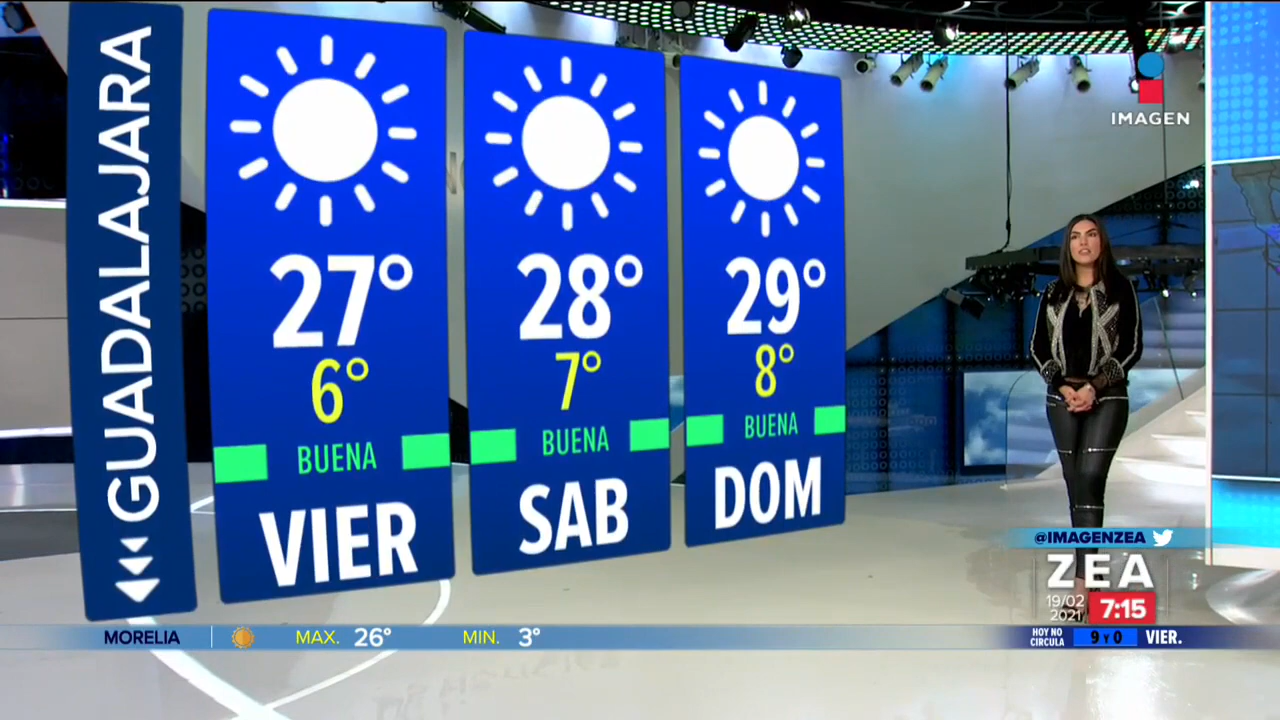 GUADALAJARA
27°
6°
BUENA
VIER
28°
7°
BUENA
SAB
29°
8°
BUENA
DOM
IMAGEN
@IMAGENZEA
ZEA
19/02
2021
7:15
MORELIA MAX. 26° MIN. 3°
HOY NO
CIRCULA
9 Y 0 VIER.